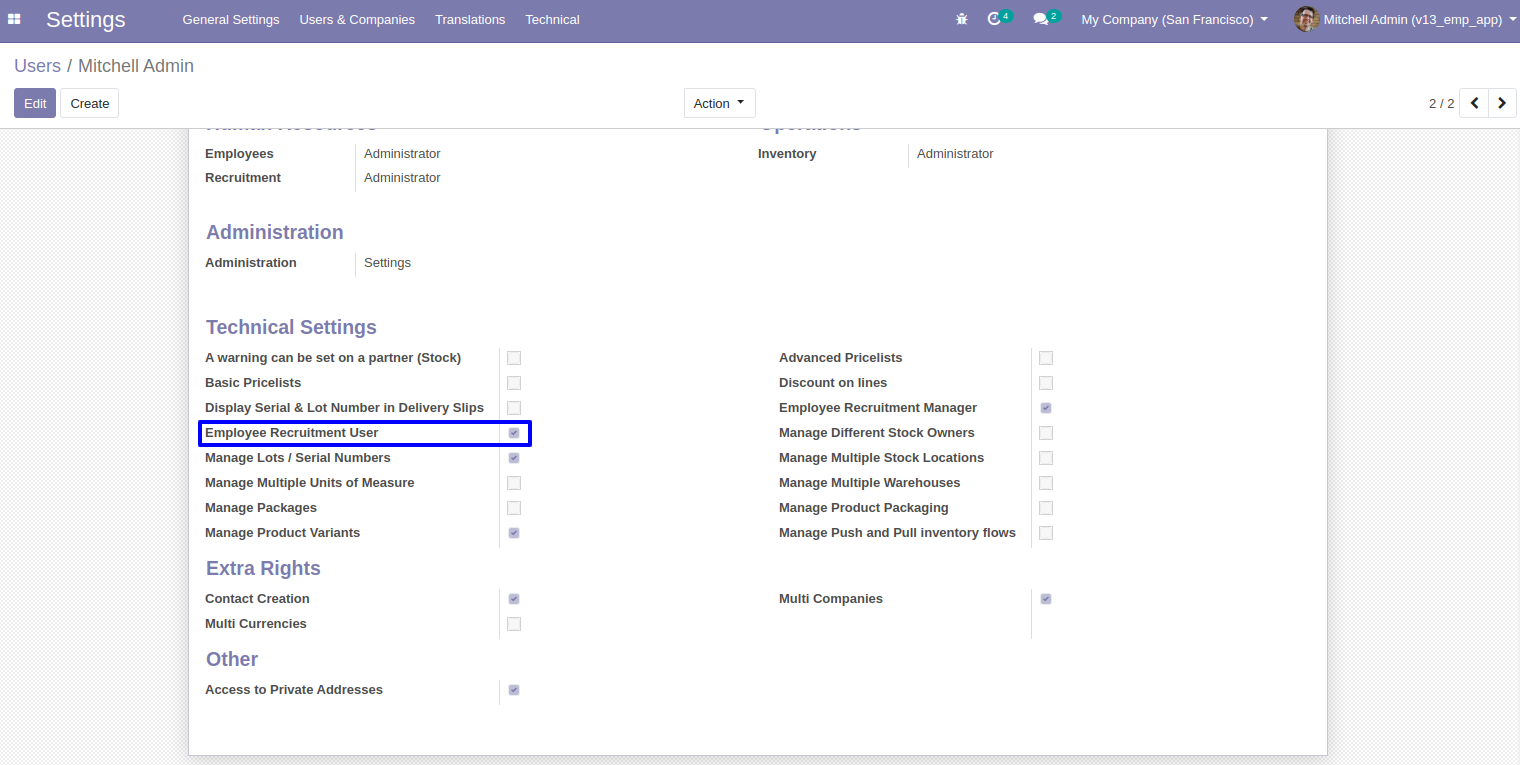 Settings General Settings Users & Companies Translations Technical 4 2 My Company (San Francisco) Mitchell Admin (v13_emp_app)
Users / Mitchell Admin
Edit Create Action 2 / 2
Human Resources Operations
Employees Administrator Inventory Administrator
Recruitment Administrator
Administration
Administration Settings
Technical Settings
A warning can be set on a partner (Stock) Advanced Pricelists
Basic Pricelists Discount on lines
Display Serial & Lot Number in Delivery Slips Employee Recruitment Manager
Employee Recruitment User Manage Different Stock Owners
Manage Lots / Serial Numbers Manage Multiple Stock Locations
Manage Multiple Units of Measure Manage Multiple Warehouses
Manage Packages Manage Product Packaging
Manage Product Variants Manage Push and Pull inventory flows
Extra Rights
Contact Creation Multi Companies
Multi Currencies
Other
Access to Private Addresses